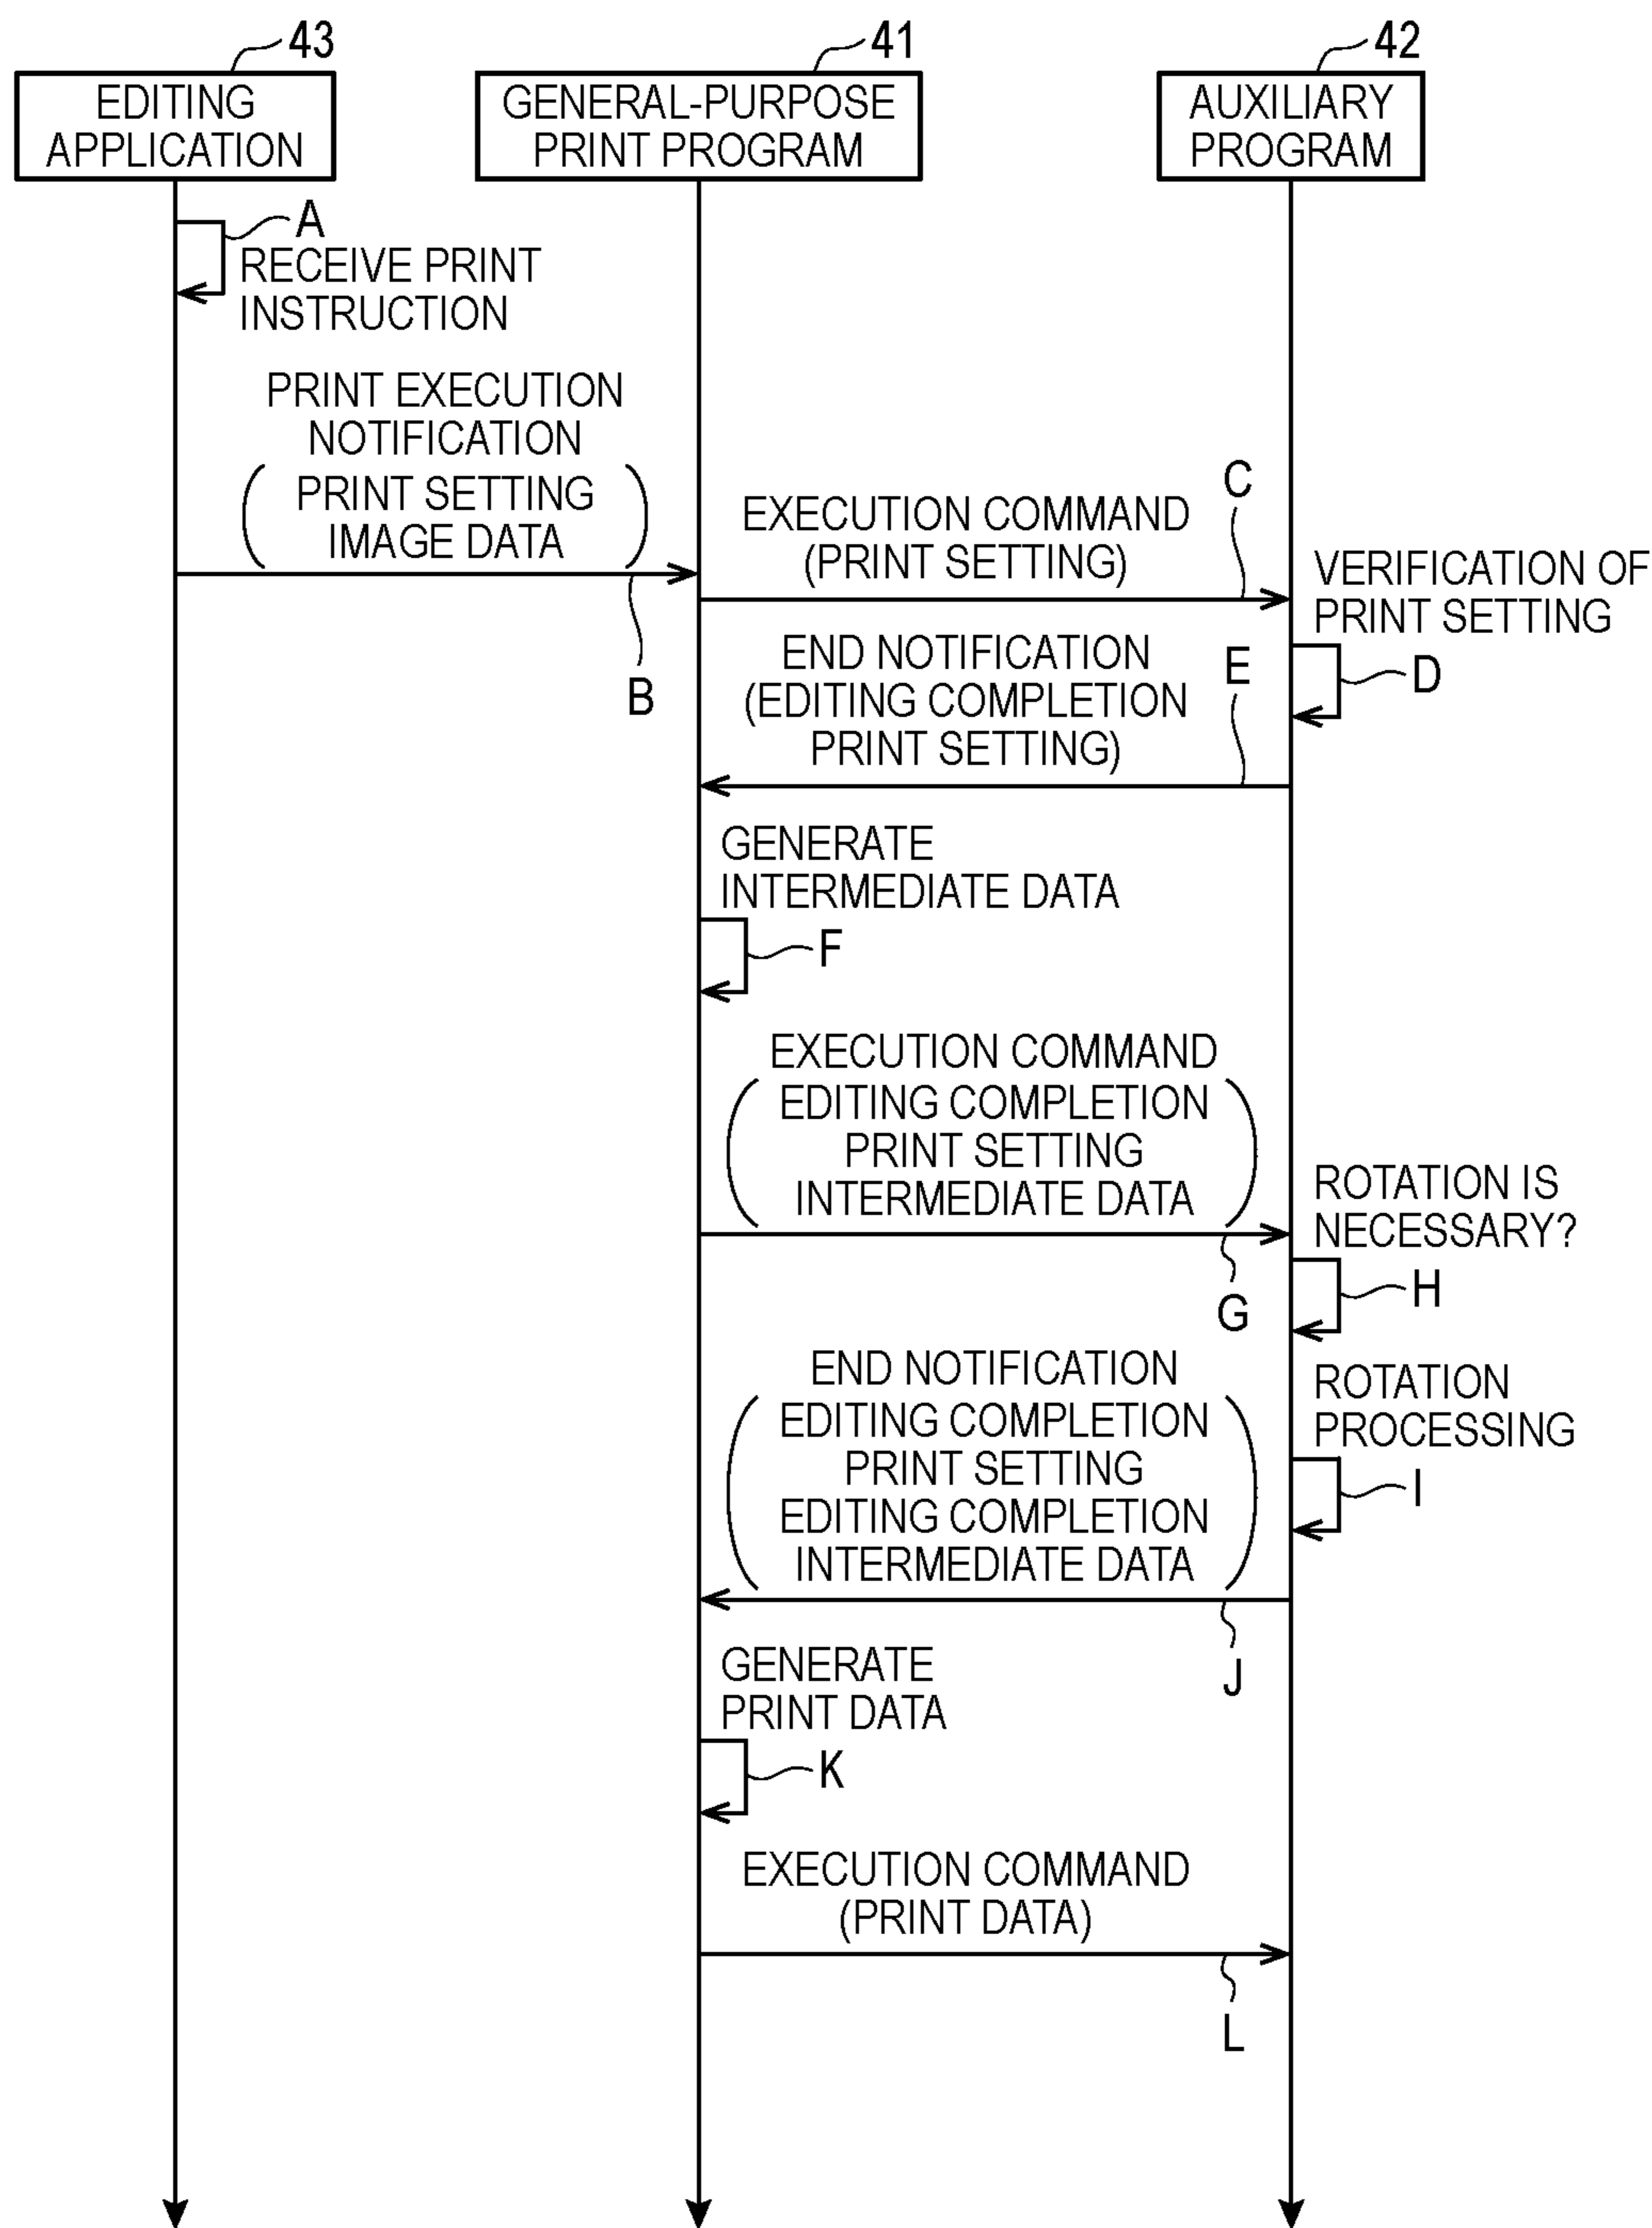 43
41
42
EDITING
APPLICATION
GENERAL-PURPOSE
PRINT PROGRAM
AUXILIARY
PROGRAM
A
RECEIVE PRINT
INSTRUCTION
PRINT EXECUTION
NOTIFICATION
( PRINT SETTING
IMAGE DATA )
B
EXECUTION COMMAND
(PRINT SETTING)
C
VERIFICATION OF
PRINT SETTING
D
END NOTIFICATION
(EDITING COMPLETION
PRINT SETTING)
E
GENERATE
INTERMEDIATE DATA
F
EXECUTION COMMAND
( EDITING COMPLETION
PRINT SETTING
INTERMEDIATE DATA )
G
ROTATION IS
NECESSARY?
H
ROTATION
PROCESSING
I
END NOTIFICATION
( EDITING COMPLETION
PRINT SETTING
EDITING COMPLETION
INTERMEDIATE DATA )
J
GENERATE
PRINT DATA
K
EXECUTION COMMAND
(PRINT DATA)
L